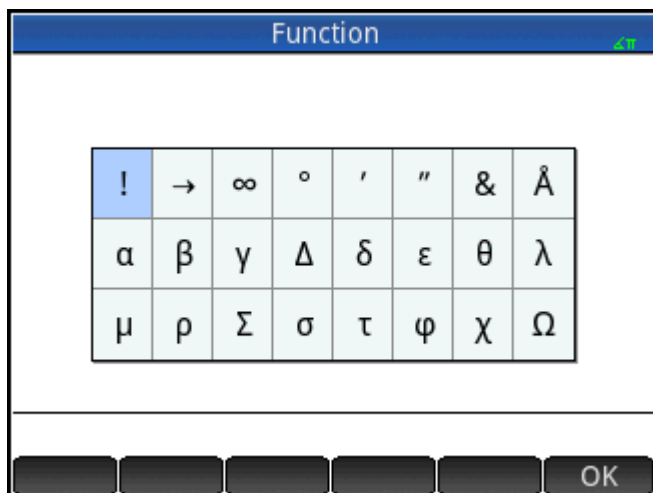 Function
∡π
! → ∞ ° ′ ″ & Å
α β γ Δ δ ε θ λ
μ ρ Σ σ τ φ χ Ω
OK